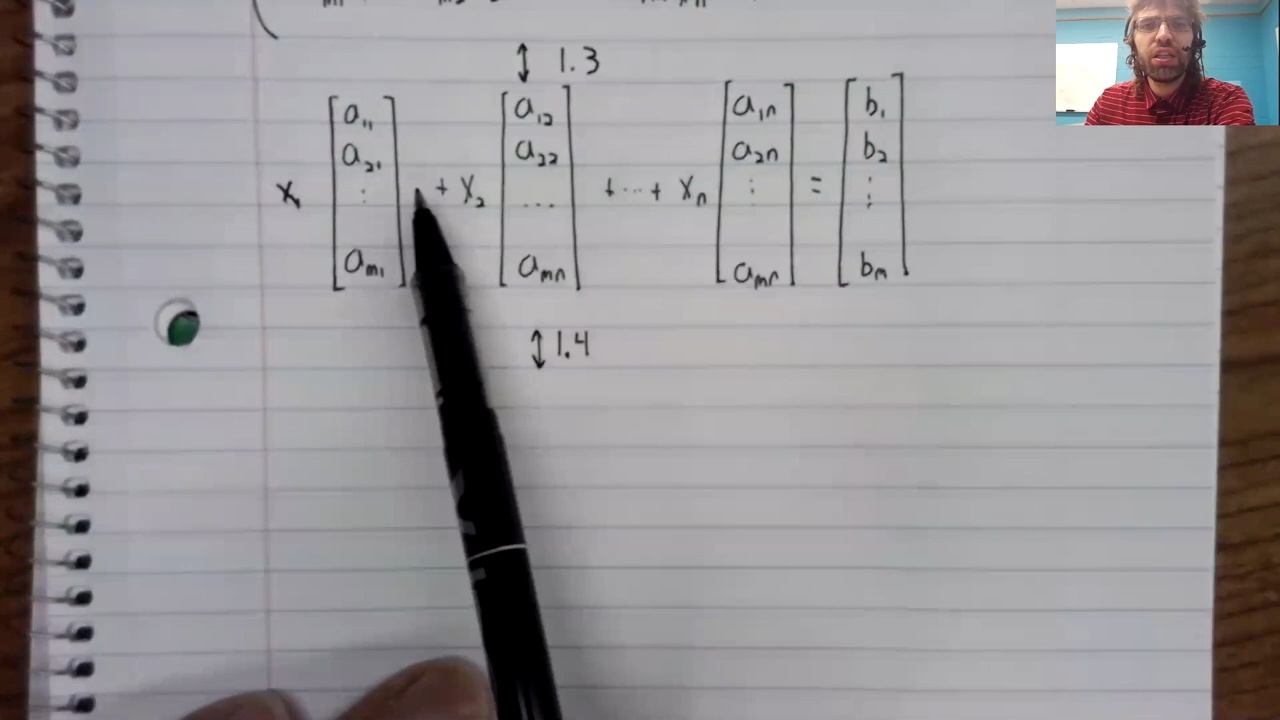 ↕ 1.3
x₁ [a₁₁ a₂₁ ⋮ aₘ₁] + x₂ [a₁₂ a₂₂ ... aₘₙ] + ... + xₙ [a₁ₙ a₂ₙ ⋮ aₘₙ] = [b₁ b₂ ⋮ bₘ]
↕ 1.4